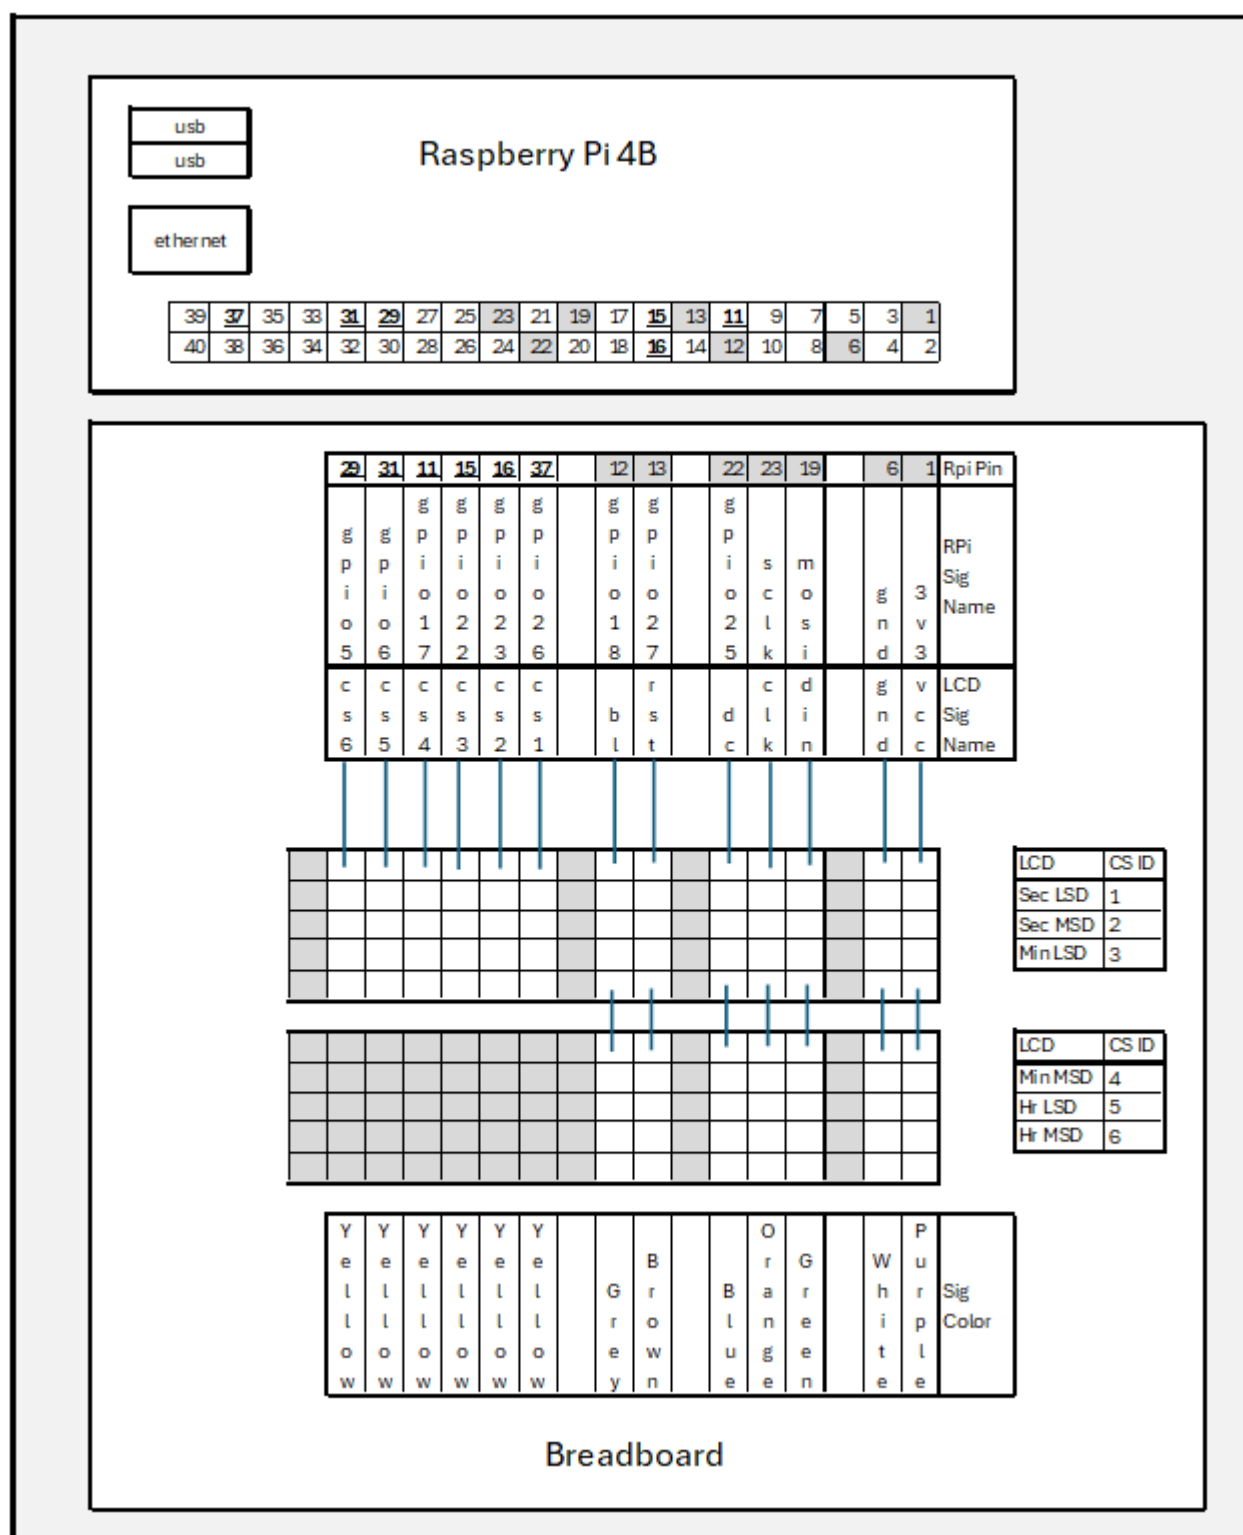 usb
usb
Raspberry Pi 4B
ethernet
39 37 35 33 31 29 27 25 23 21 19 17 15 13 11 9 7 5 3 1
40 38 36 34 32 30 28 26 24 22 20 18 16 14 12 10 8 6 4 2
29 31 11 15 16 37 12 13 22 23 19 6 1 Rpi Pin
gpio5 gpio6 gpio17 gpio22 gpio23 gpio26 gpio18 gpio27 gpio25 sclk mosi gnd 3v3 RPi Sig Name
cs6 cs5 cs4 cs3 cs2 cs1 bl rst dc clk din gnd vcc LCD Sig Name
LCD CS ID
Sec LSD 1
Sec MSD 2
Min LSD 3
LCD CS ID
Min MSD 4
Hr LSD 5
Hr MSD 6
Yellow Yellow Yellow Yellow Yellow Yellow Grey Brown Blue Orange Green White Purple Sig Color
Breadboard